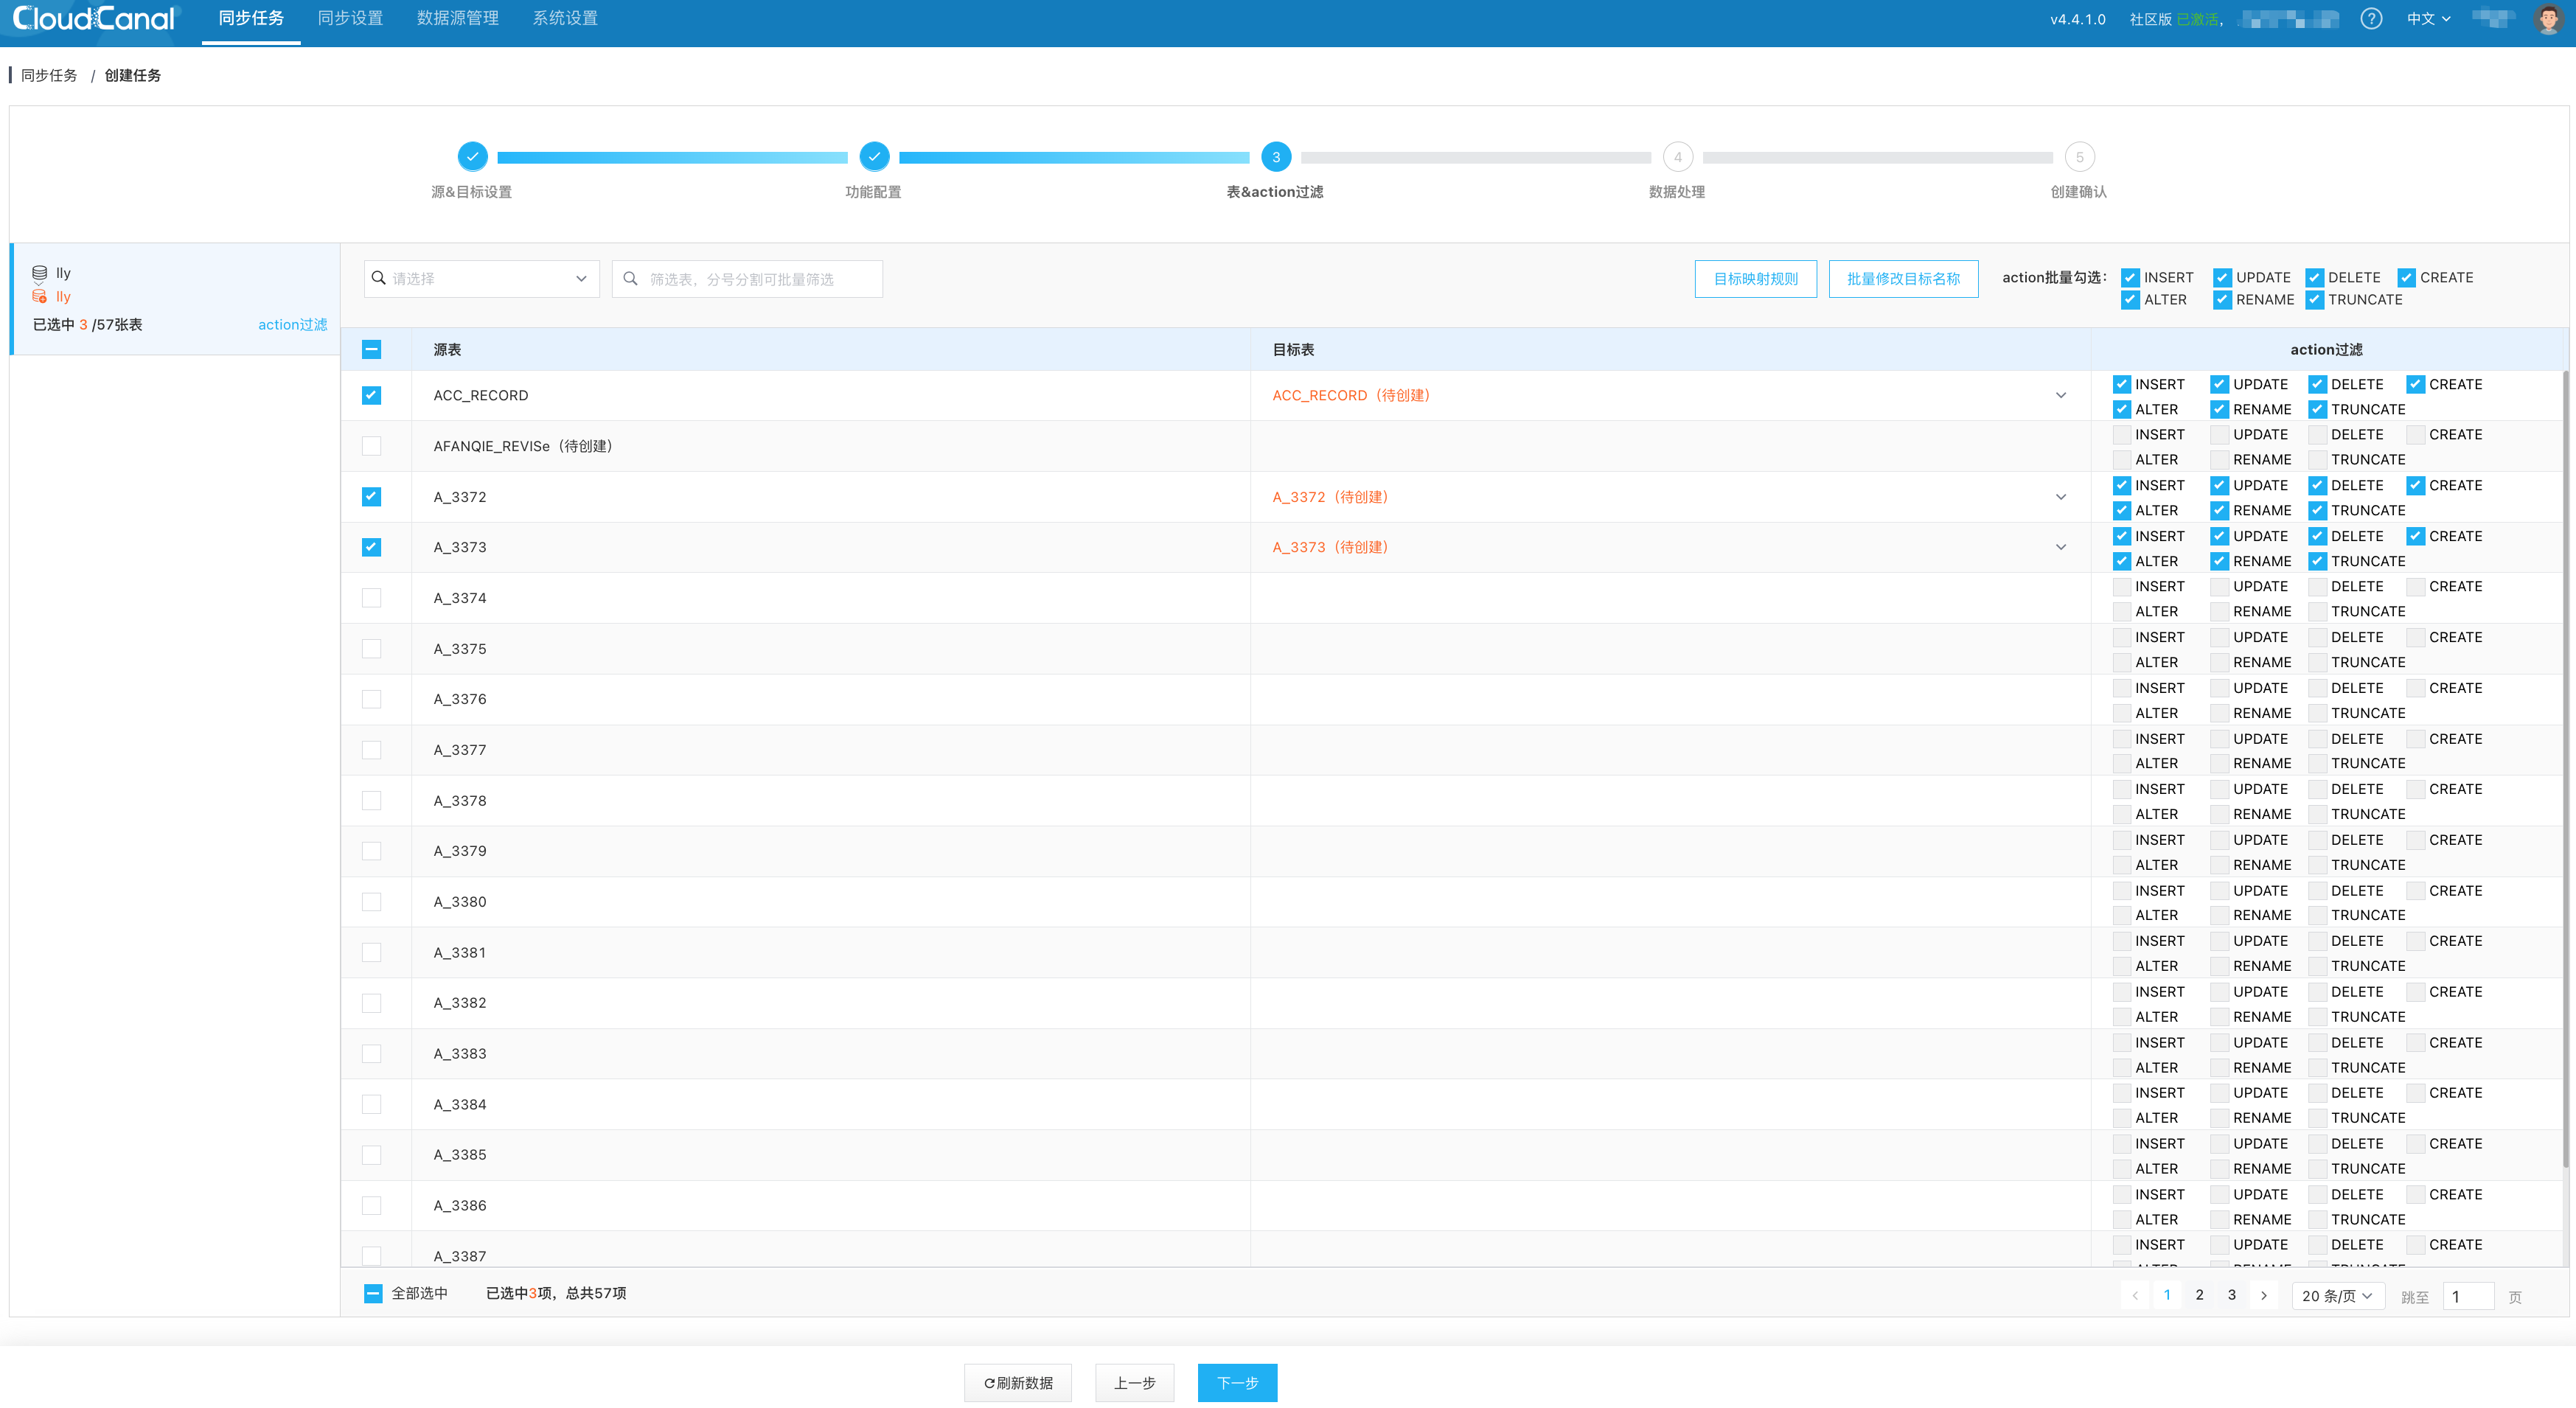 CloudCanal 同步任务 同步设置 数据源管理 系统设置 v4.4.1.0 社区版 已激活， ? 中文
同步任务 / 创建任务
3 4 5
源&目标设置 功能配置 表&action过滤 数据处理 创建确认
lly
lly
已选中 3 /57张表 action过滤
请选择 筛选表，分号分割可批量筛选 目标映射规则 批量修改目标名称 action批量勾选： INSERT UPDATE DELETE CREATE
ALTER RENAME TRUNCATE
源表 目标表 action过滤
ACC_RECORD ACC_RECORD（待创建） INSERT UPDATE DELETE CREATE
ALTER RENAME TRUNCATE
AFANQIE_REVISe（待创建） INSERT UPDATE DELETE CREATE
ALTER RENAME TRUNCATE
A_3372 A_3372（待创建） INSERT UPDATE DELETE CREATE
ALTER RENAME TRUNCATE
A_3373 A_3373（待创建） INSERT UPDATE DELETE CREATE
ALTER RENAME TRUNCATE
A_3374 INSERT UPDATE DELETE CREATE
ALTER RENAME TRUNCATE
A_3375 INSERT UPDATE DELETE CREATE
ALTER RENAME TRUNCATE
A_3376 INSERT UPDATE DELETE CREATE
ALTER RENAME TRUNCATE
A_3377 INSERT UPDATE DELETE CREATE
ALTER RENAME TRUNCATE
A_3378 INSERT UPDATE DELETE CREATE
ALTER RENAME TRUNCATE
A_3379 INSERT UPDATE DELETE CREATE
ALTER RENAME TRUNCATE
A_3380 INSERT UPDATE DELETE CREATE
ALTER RENAME TRUNCATE
A_3381 INSERT UPDATE DELETE CREATE
ALTER RENAME TRUNCATE
A_3382 INSERT UPDATE DELETE CREATE
ALTER RENAME TRUNCATE
A_3383 INSERT UPDATE DELETE CREATE
ALTER RENAME TRUNCATE
A_3384 INSERT UPDATE DELETE CREATE
ALTER RENAME TRUNCATE
A_3385 INSERT UPDATE DELETE CREATE
ALTER RENAME TRUNCATE
A_3386 INSERT UPDATE DELETE CREATE
ALTER RENAME TRUNCATE
A_3387 INSERT UPDATE DELETE CREATE
全部选中 已选中3项，总共57项 1 2 3 20 条/页 跳至 1 页
刷新数据 上一步 下一步